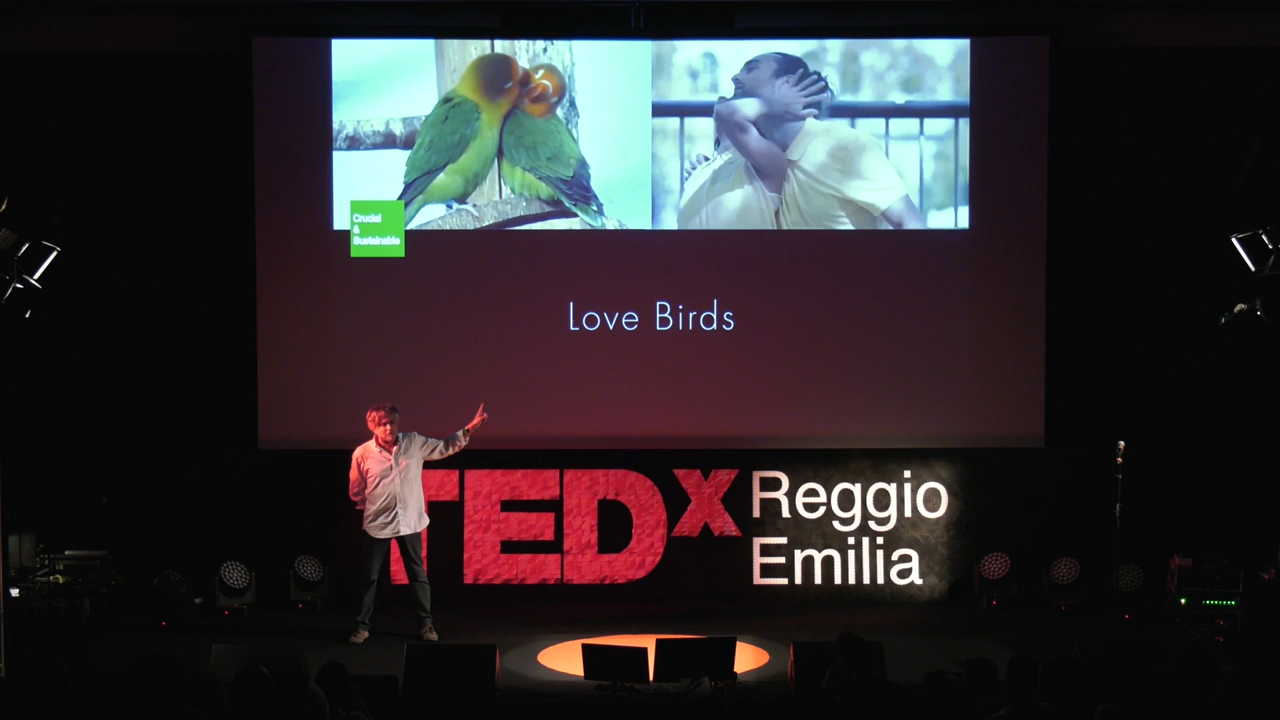 Crucial
&
Sustainable
Love Birds
TEDx
Reggio
Emilia